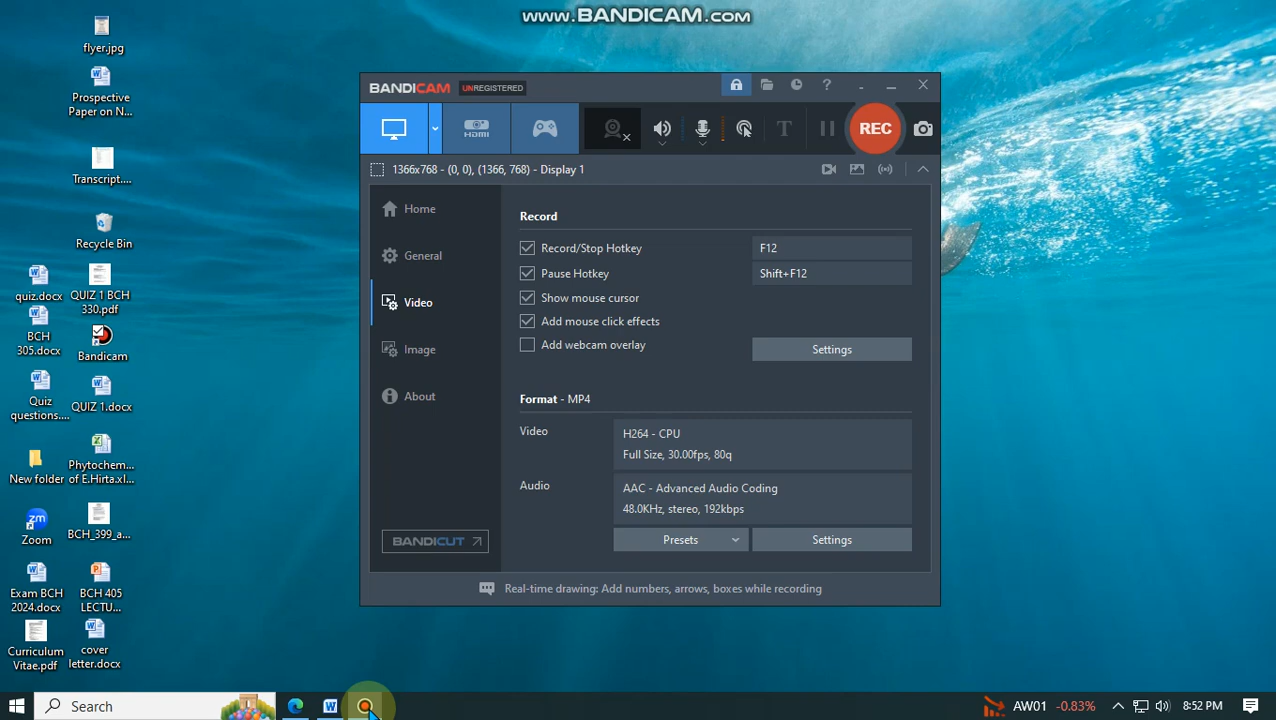 www.BANDICAM.com
flyer.jpg
Prospective
Paper on N...
Transcript....
Recycle Bin
quiz.docx
QUIZ 1 BCH
330.pdf
BCH
305.docx
Bandicam
Quiz
questions....
QUIZ 1.docx
New folder
Phytochem...
of E.Hirta.xl...
Zoom
BCH_399_a...
Exam BCH
2024.docx
BCH 405
LECTU...
Curriculum
Vitae.pdf
cover
letter.docx
BANDICAM UNREGISTERED
HDMI
T
REC
1366x768 - (0, 0), (1366, 768) - Display 1
Home
General
Video
Image
About
BANDICUT
Record
Record/Stop Hotkey F12
Pause Hotkey Shift+F12
Show mouse cursor
Add mouse click effects
Add webcam overlay
Settings
Format - MP4
Video
H264 - CPU
Full Size, 30.00fps, 80q
Audio
AAC - Advanced Audio Coding
48.0KHz, stereo, 192kbps
Presets
Settings
Real-time drawing: Add numbers, arrows, boxes while recording
Search
AW01 -0.83%
8:52 PM